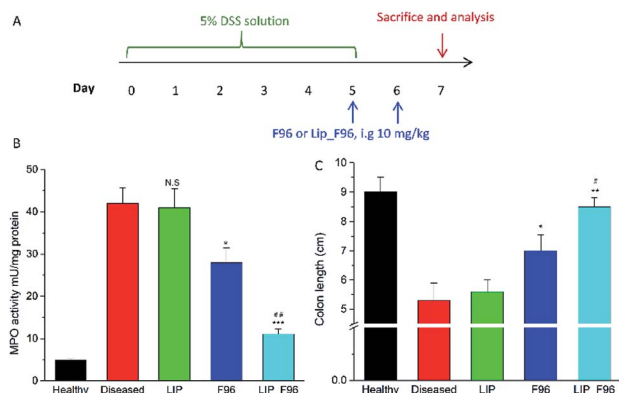 A
5% DSS solution
Sacrifice and analysis
Day 0 1 2 3 4 5 6 7
F96 or Lip_F96, i.g 10 mg/kg
B
MPO activity mU/mg protein
50
40
30
20
10
0
N.S
*
##
***
Healthy Diseased LIP F96 LIP_F96
C
Colon length (cm)
10
9
8
7
6
5
0.0
*
#
**
Healthy Diseased LIP F96 LIP_F96